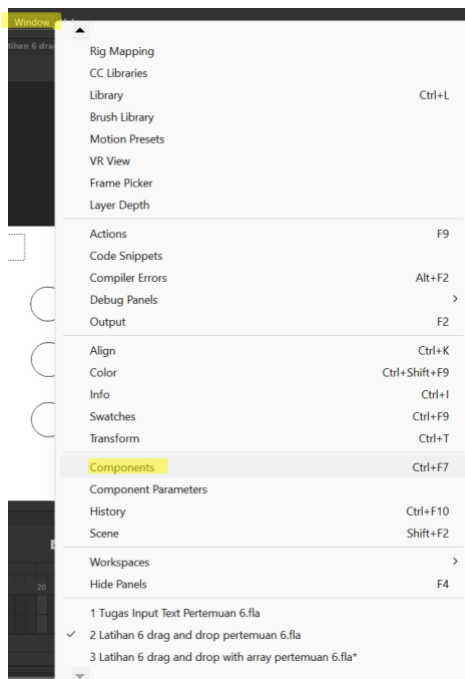 Window
tihan 6 dra
Rig Mapping
CC Libraries
Library Ctrl+L
Brush Library
Motion Presets
VR View
Frame Picker
Layer Depth
Actions F9
Code Snippets
Compiler Errors Alt+F2
Debug Panels
Output F2
Align Ctrl+K
Color Ctrl+Shift+F9
Info Ctrl+I
Swatches Ctrl+F9
Transform Ctrl+T
Components Ctrl+F7
Component Parameters
History Ctrl+F10
Scene Shift+F2
Workspaces
Hide Panels F4
20
1 Tugas Input Text Pertemuan 6.fla
2 Latihan 6 drag and drop pertemuan 6.fla
3 Latihan 6 drag and drop with array pertemuan 6.fla*